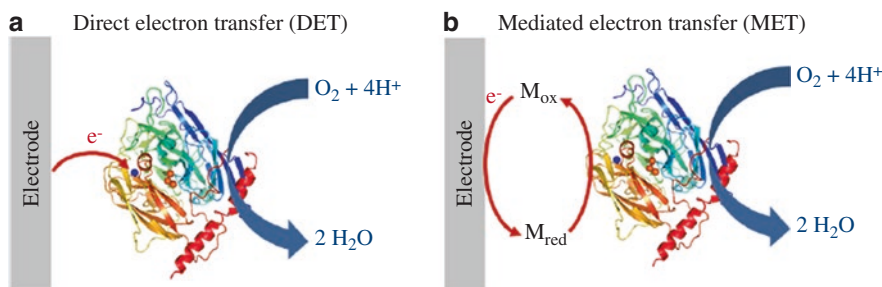 a Direct electron transfer (DET)
Electrode
e-
O₂ + 4H⁺
2 H₂O
b Mediated electron transfer (MET)
Electrode
e-
Mox
Mred
O₂ + 4H⁺
2 H₂O